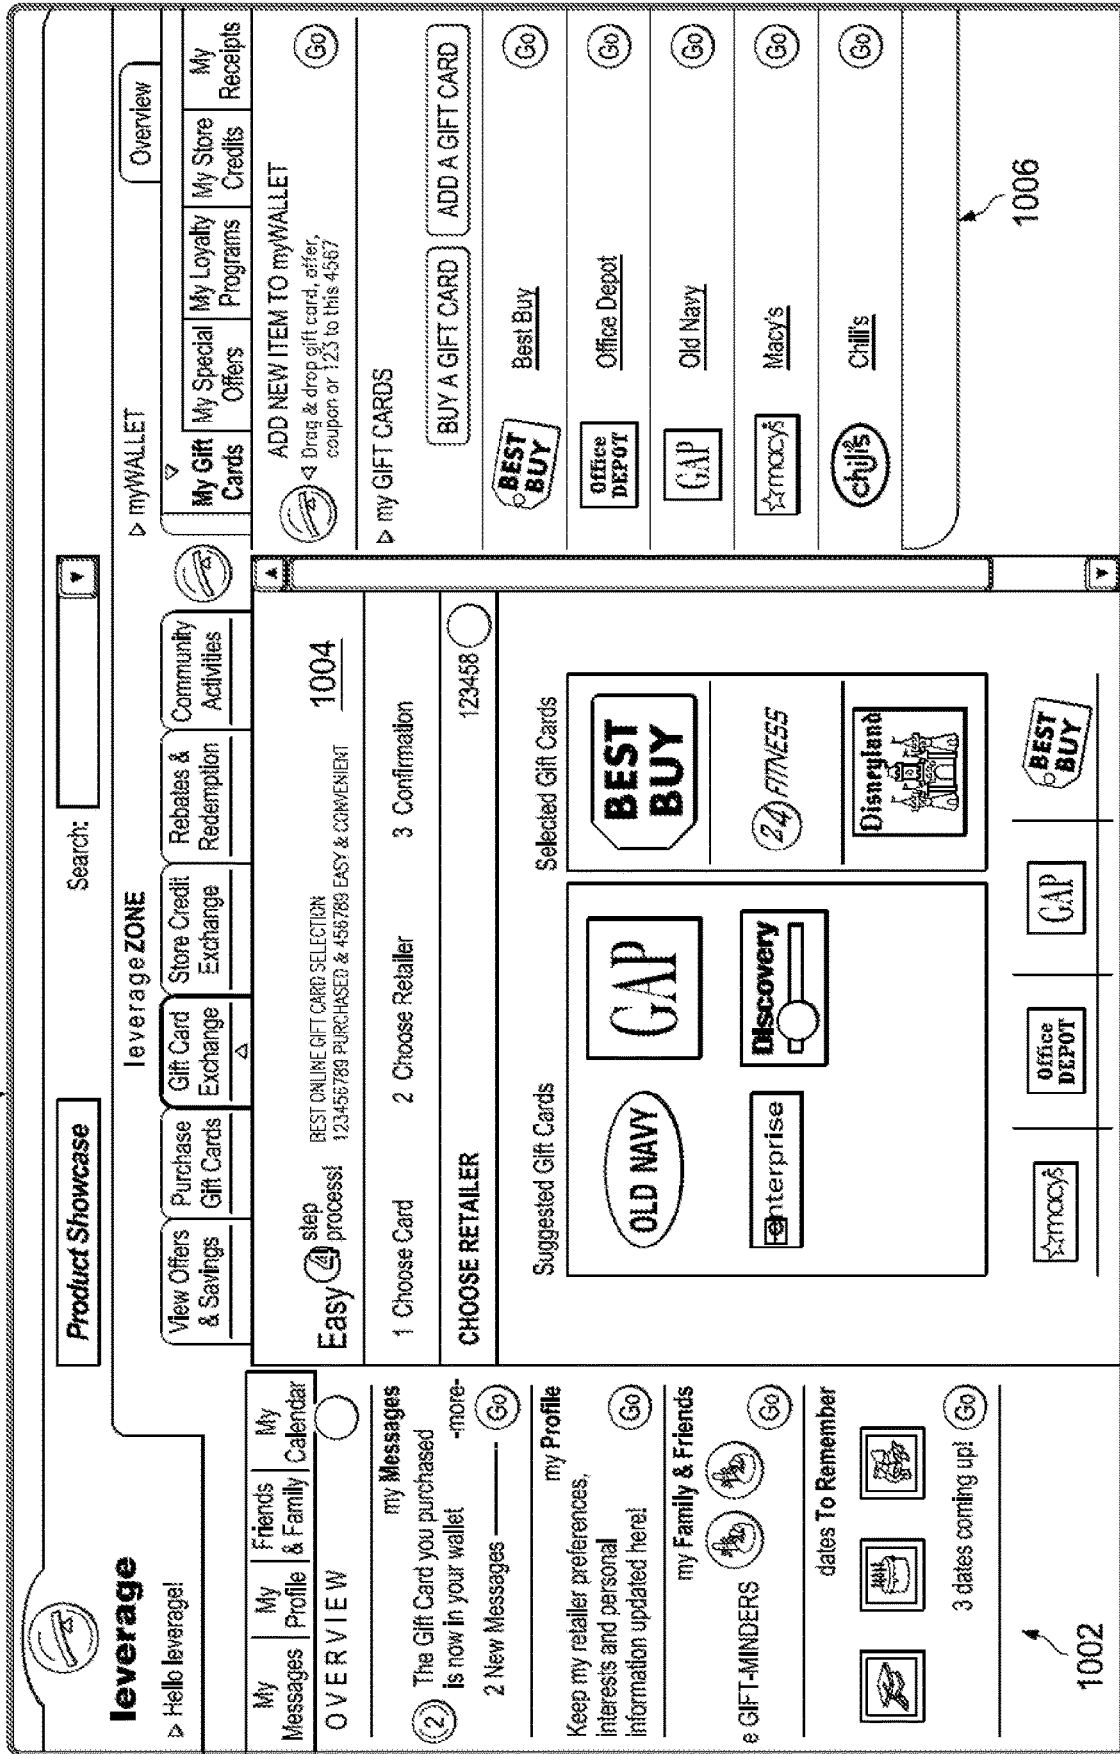 leverage
Product Showcase
Search:
▷ Hello leverage!
leverageZONE
▷ myWALLET
Overview
My
Messages
My
Profile
Friends
& Family
My
Calendar
OVERVIEW
my Messages
2
The Gift Card you purchased
is now in your wallet
-more-
2 New Messages
Go
my Profile
Keep my retailer preferences,
interests and personal
information updated here!
Go
my Family & Friends
e GIFT-MINDERS
Go
dates To Remember
3 dates coming up!
Go
1002
View Offers
& Savings
Purchase
Gift Cards
Gift Card
Exchange
Store Credit
Exchange
Rebates &
Redemption
Community
Activities
Easy 4 step
process!
BEST ONLINE GIFT CARD SELECTION
123456789 PURCHASED & 456789 EASY & CONVENIENT
1004
1 Choose Card
2 Choose Retailer
3 Confirmation
CHOOSE RETAILER
123458
Suggested Gift Cards
Selected Gift Cards
OLD NAVY
GAP
enterprise
Discovery
BEST
BUY
24 FITNESS
Disneyland
macy's
Office
DEPOT
GAP
BEST
BUY
My Gift
Cards
My Special
Offers
My Loyalty
Programs
My Store
Credits
My
Receipts
ADD NEW ITEM TO myWALLET
Drag & drop gift card, offer,
coupon or 123 to this 4567
Go
▷ my GIFT CARDS
BUY A GIFT CARD
ADD A GIFT CARD
BEST
BUY
Best Buy
Go
Office
DEPOT
Office Depot
Go
GAP
Old Navy
Go
macy's
Macy's
Go
chili's
Chili's
Go
1006